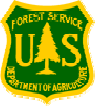 FOREST SERVICE
U S
DEPARTMENT OF AGRICULTURE